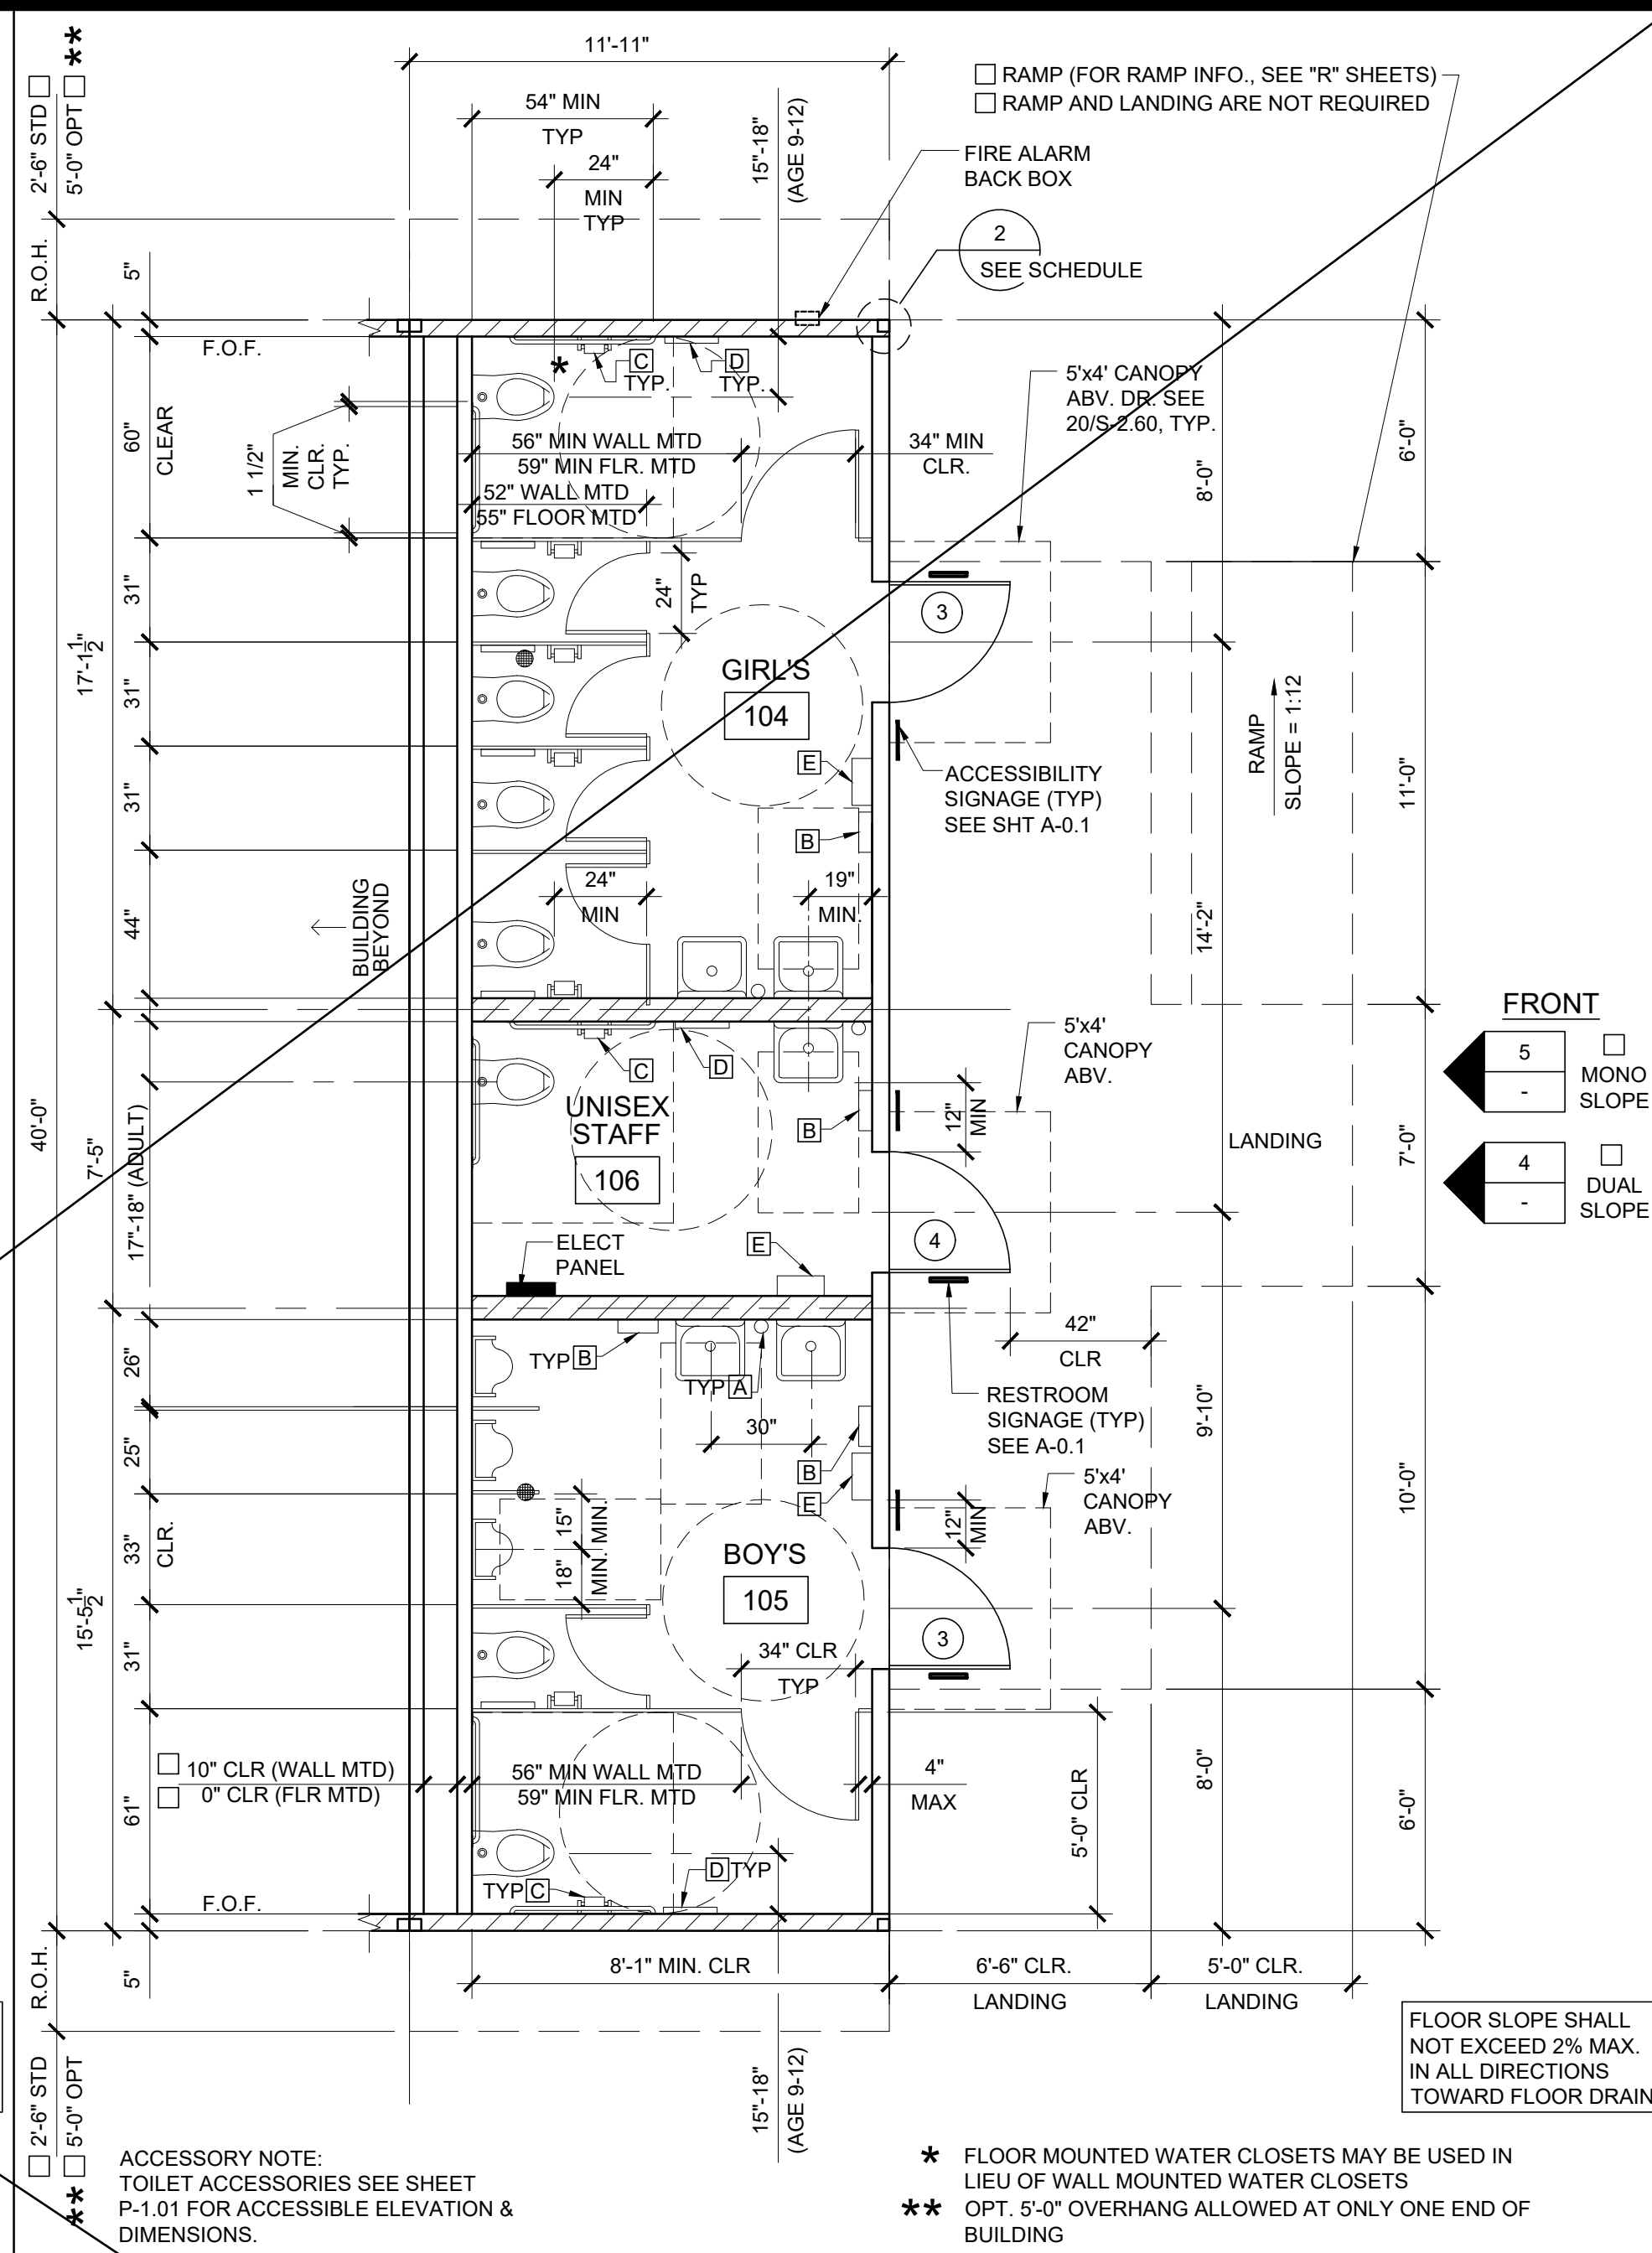 11'-11"
2'-6" STD
5'-0" OPT
**
54" MIN
TYP
24"
MIN
TYP
15"-18"
(AGE 9-12)
RAMP (FOR RAMP INFO., SEE "R" SHEETS)
RAMP AND LANDING ARE NOT REQUIRED
FIRE ALARM
BACK BOX
2
SEE SCHEDULE
R.O.H.
5"
F.O.F.
*
C
TYP.
D
TYP.
5'x4' CANOPY
ABV. DR. SEE
20/S-2.60, TYP.
60"
CLEAR
1 1/2"
MIN.
CLR.
TYP.
56" MIN WALL MTD
59" MIN FLR. MTD
52" WALL MTD
55" FLOOR MTD
34" MIN
CLR.
8'-0"
6'-0"
31"
24"
TYP
3
17'-1 1/2"
31"
GIRL'S
104
RAMP
SLOPE = 1:12
E
ACCESSIBILITY
SIGNAGE (TYP)
SEE SHT A-0.1
31"
11'-0"
B
44"
BUILDING
BEYOND
24"
MIN
19"
MIN.
14'-2"
FRONT
5
-
MONO
SLOPE
4
-
DUAL
SLOPE
40'-0"
7'-5"
17"-18" (ADULT)
C
D
UNISEX
STAFF
106
B
12"
MIN
5'x4'
CANOPY
ABV.
LANDING
7'-0"
ELECT
PANEL
E
4
42"
CLR
26"
TYP B
TYP A
RESTROOM
SIGNAGE (TYP)
SEE A-0.1
9'-10"
25"
30"
B
E
5'x4'
CANOPY
ABV.
10'-0"
33"
CLR.
15"
MIN.
18"
MIN.
12"
MIN
BOY'S
105
15'-5 1/2"
31"
34" CLR
TYP
3
10" CLR (WALL MTD)
0" CLR (FLR MTD)
56" MIN WALL MTD
59" MIN FLR. MTD
4"
MAX
5'-0" CLR
8'-0"
6'-0"
61"
D TYP
TYP C
F.O.F.
R.O.H.
5"
8'-1" MIN. CLR
6'-6" CLR.
LANDING
5'-0" CLR.
LANDING
15"-18"
(AGE 9-12)
FLOOR SLOPE SHALL
NOT EXCEED 2% MAX.
IN ALL DIRECTIONS
TOWARD FLOOR DRAIN
2'-6" STD
5'-0" OPT
**
ACCESSORY NOTE:
TOILET ACCESSORIES SEE SHEET
P-1.01 FOR ACCESSIBLE ELEVATION &
DIMENSIONS.
* FLOOR MOUNTED WATER CLOSETS MAY BE USED IN
LIEU OF WALL MOUNTED WATER CLOSETS
** OPT. 5'-0" OVERHANG ALLOWED AT ONLY ONE END OF
BUILDING